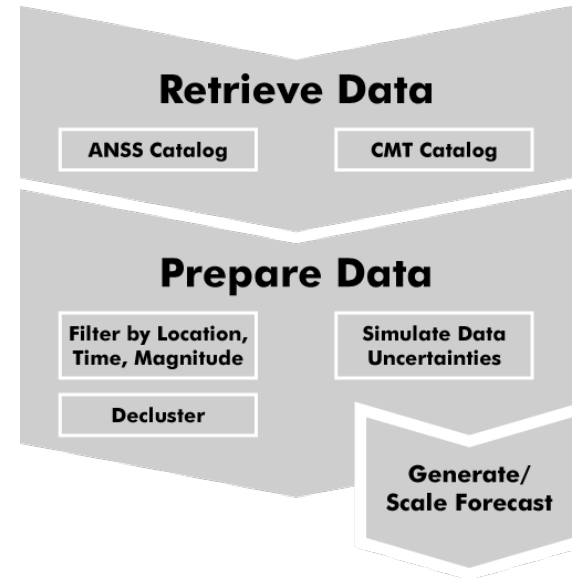 Retrieve Data
ANSS Catalog
CMT Catalog
Prepare Data
Filter by Location,
Time, Magnitude
Simulate Data
Uncertainties
Decluster
Generate/
Scale Forecast